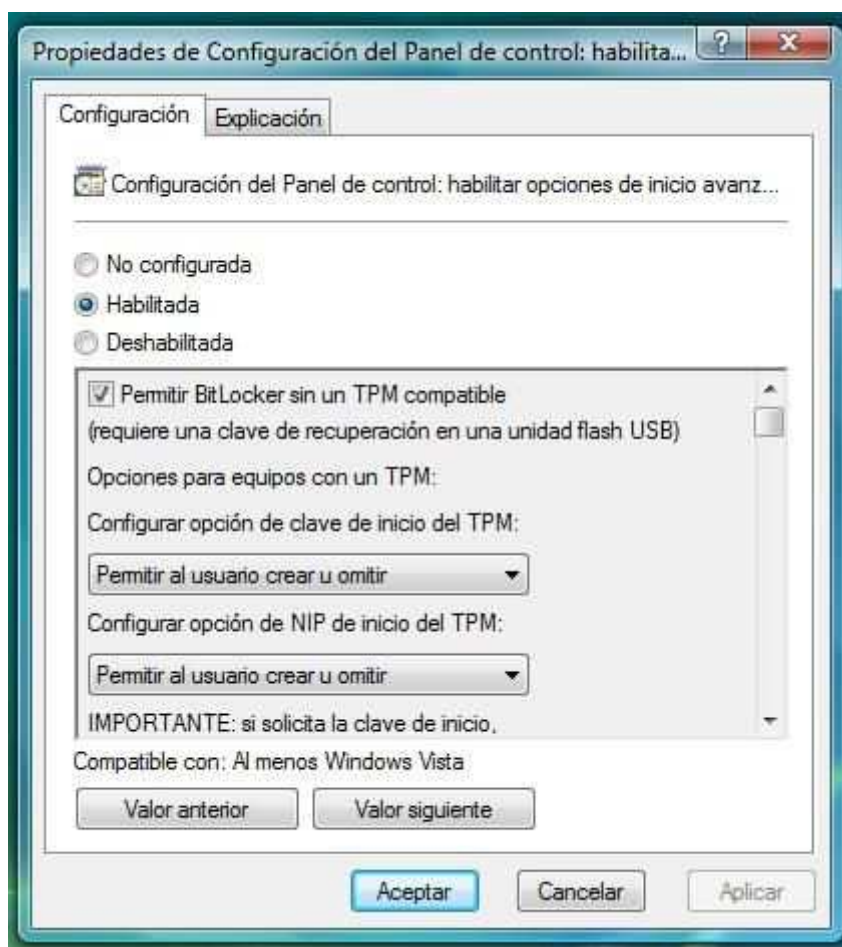 Propiedades de Configuración del Panel de control: habilita...
Configuración
Explicación
Configuración del Panel de control: habilitar opciones de inicio avanz...
No configurada
Habilitada
Deshabilitada
Permitir BitLocker sin un TPM compatible
(requiere una clave de recuperación en una unidad flash USB)
Opciones para equipos con un TPM:
Configurar opción de clave de inicio del TPM:
Permitir al usuario crear u omitir
Configurar opción de NIP de inicio del TPM:
Permitir al usuario crear u omitir
IMPORTANTE: si solicita la clave de inicio,
Compatible con: Al menos Windows Vista
Valor anterior
Valor siguiente
Aceptar
Cancelar
Aplicar